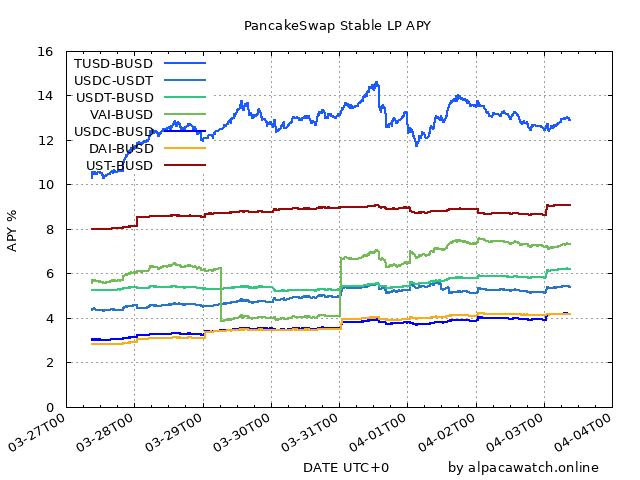 PancakeSwap Stable LP APY
APY %
16
14
12
10
8
6
4
2
0
TUSD-BUSD
USDC-USDT
USDT-BUSD
VAI-BUSD
USDC-BUSD
DAI-BUSD
UST-BUSD
03-27T00
03-28T00
03-29T00
03-30T00
03-31T00
04-01T00
04-02T00
04-03T00
04-04T00
DATE UTC+0
by alpacawatch.online